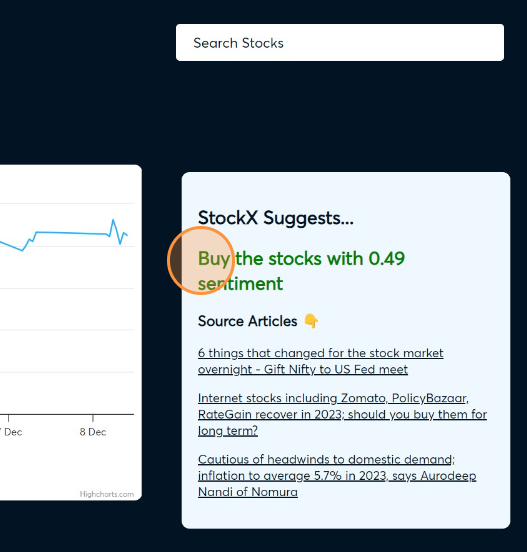 Search Stocks
StockX Suggests...
Buy the stocks with 0.49
sentiment
Source Articles 👇
6 things that changed for the stock market
overnight - Gift Nifty to US Fed meet
Internet stocks including Zomato, PolicyBazaar,
RateGain recover in 2023; should you buy them for
long term?
Cautious of headwinds to domestic demand;
inflation to average 5.7% in 2023, says Aurodeep
Nandi of Nomura
Dec
8 Dec
Highcharts.com